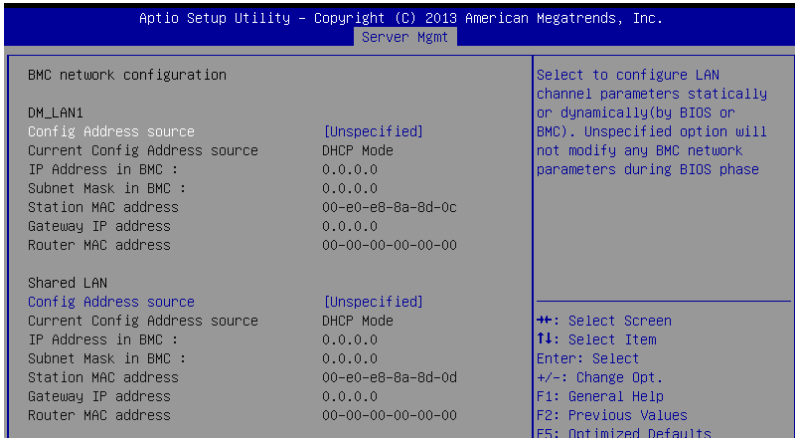 Aptio Setup Utility – Copyright (C) 2013 American Megatrends, Inc.
Server Mgmt
BMC network configuration
DM_LAN1
Config Address source [Unspecified]
Current Config Address source DHCP Mode
IP Address in BMC : 0.0.0.0
Subnet Mask in BMC : 0.0.0.0
Station MAC address 00-e0-e8-8a-8d-0c
Gateway IP address 0.0.0.0
Router MAC address 00-00-00-00-00-00
Shared LAN
Config Address source [Unspecified]
Current Config Address source DHCP Mode
IP Address in BMC : 0.0.0.0
Subnet Mask in BMC : 0.0.0.0
Station MAC address 00-e0-e8-8a-8d-0d
Gateway IP address 0.0.0.0
Router MAC address 00-00-00-00-00-00
Select to configure LAN
channel parameters statically
or dynamically(by BIOS or
BMC). Unspecified option will
not modify any BMC network
parameters during BIOS phase
→←: Select Screen
↑↓: Select Item
Enter: Select
+/-: Change Opt.
F1: General Help
F2: Previous Values
F5: Optimized Defaults